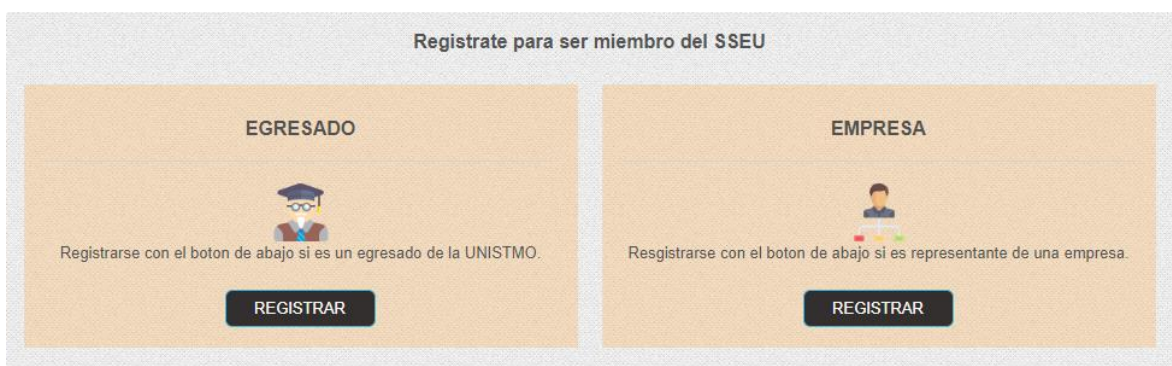 Registrate para ser miembro del SSEU
EGRESADO
Registrarse con el boton de abajo si es un egresado de la UNISTMO.
REGISTRAR
EMPRESA
Resgistrarse con el boton de abajo si es representante de una empresa.
REGISTRAR